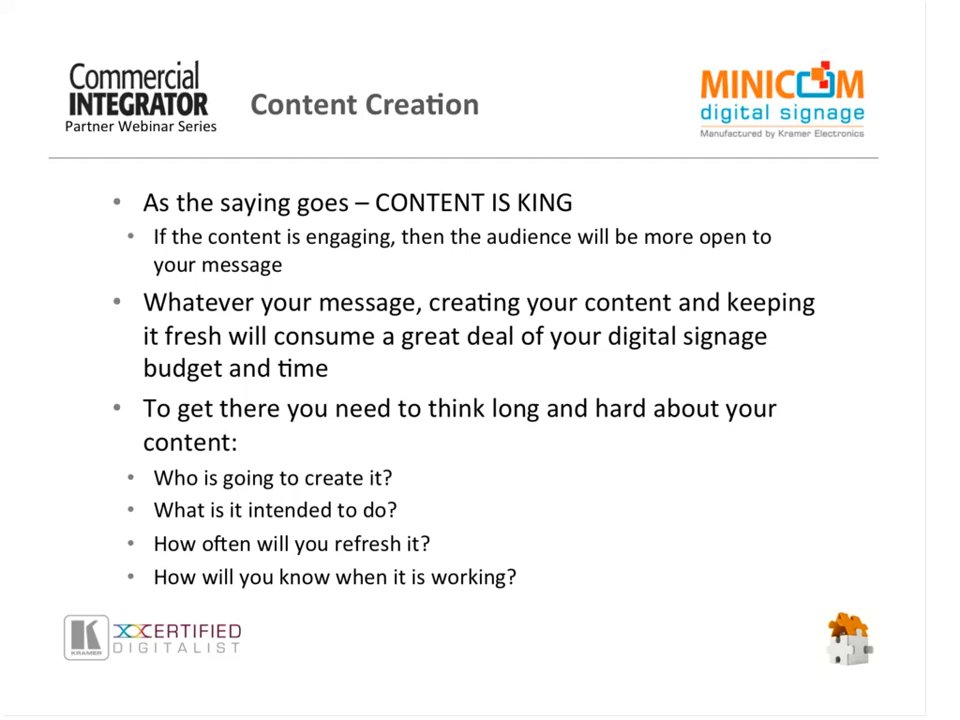 Commercial
INTEGRATOR
Partner Webinar Series
Content Creation
MINICOM
digital signage
Manufactured by Kramer Electronics
• As the saying goes – CONTENT IS KING
• If the content is engaging, then the audience will be more open to
your message
• Whatever your message, creating your content and keeping
it fresh will consume a great deal of your digital signage
budget and time
• To get there you need to think long and hard about your
content:
• Who is going to create it?
• What is it intended to do?
• How often will you refresh it?
• How will you know when it is working?
K
KRAMER
CERTIFIED
DIGITALIST